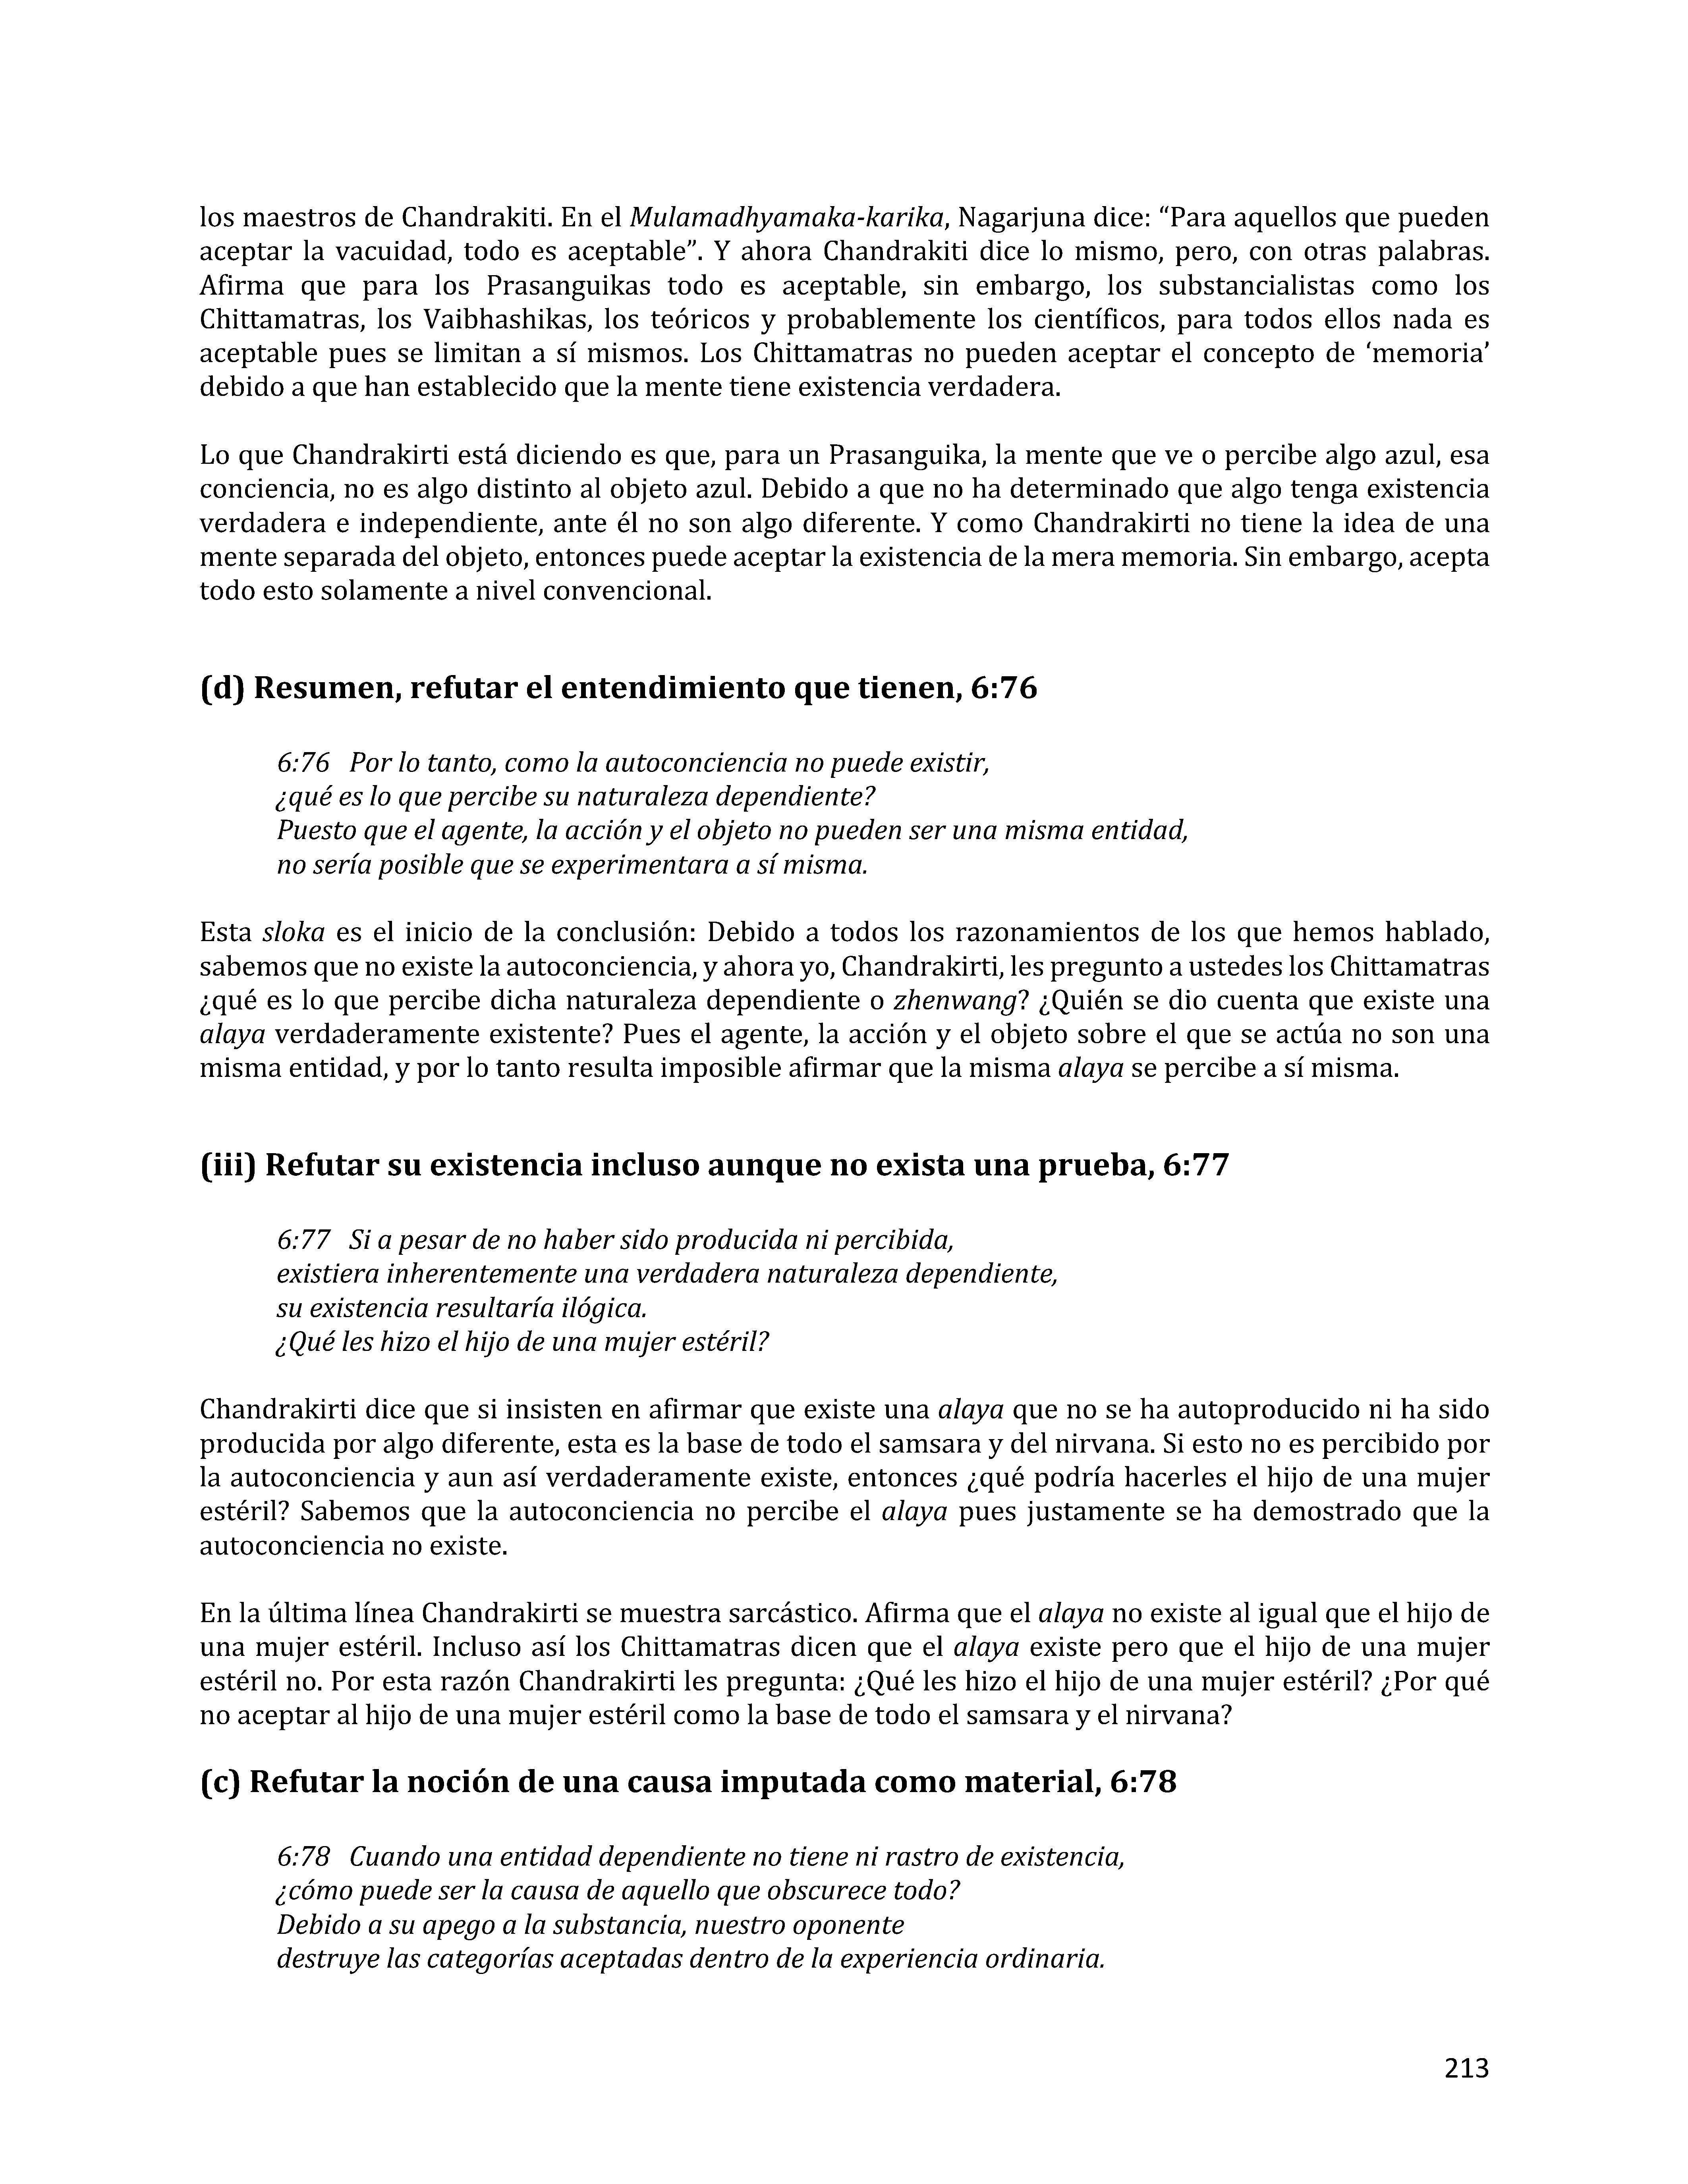 los maestros de Chandrakiti. En el Mulamadhyamaka-karika, Nagarjuna dice: “Para aquellos que pueden
aceptar la vacuidad, todo es aceptable”. Y ahora Chandrakiti dice lo mismo, pero, con otras palabras.
Afirma que para los Prasanguikas todo es aceptable, sin embargo, los substancialistas como los
Chittamatras, los Vaibhashikas, los teóricos y probablemente los científicos, para todos ellos nada es
aceptable pues se limitan a sí mismos. Los Chittamatras no pueden aceptar el concepto de ‘memoria’
debido a que han establecido que la mente tiene existencia verdadera.
Lo que Chandrakirti está diciendo es que, para un Prasanguika, la mente que ve o percibe algo azul, esa
conciencia, no es algo distinto al objeto azul. Debido a que no ha determinado que algo tenga existencia
verdadera e independiente, ante él no son algo diferente. Y como Chandrakirti no tiene la idea de una
mente separada del objeto, entonces puede aceptar la existencia de la mera memoria. Sin embargo, acepta
todo esto solamente a nivel convencional.
(d) Resumen, refutar el entendimiento que tienen, 6:76
6:76 Por lo tanto, como la autoconciencia no puede existir,
¿qué es lo que percibe su naturaleza dependiente?
Puesto que el agente, la acción y el objeto no pueden ser una misma entidad,
no sería posible que se experimentara a sí misma.
Esta sloka es el inicio de la conclusión: Debido a todos los razonamientos de los que hemos hablado,
sabemos que no existe la autoconciencia, y ahora yo, Chandrakirti, les pregunto a ustedes los Chittamatras
¿qué es lo que percibe dicha naturaleza dependiente o zhenwang? ¿Quién se dio cuenta que existe una
alaya verdaderamente existente? Pues el agente, la acción y el objeto sobre el que se actúa no son una
misma entidad, y por lo tanto resulta imposible afirmar que la misma alaya se percibe a sí misma.
(iii) Refutar su existencia incluso aunque no exista una prueba, 6:77
6:77 Si a pesar de no haber sido producida ni percibida,
existiera inherentemente una verdadera naturaleza dependiente,
su existencia resultaría ilógica.
¿Qué les hizo el hijo de una mujer estéril?
Chandrakirti dice que si insisten en afirmar que existe una alaya que no se ha autoproducido ni ha sido
producida por algo diferente, esta es la base de todo el samsara y del nirvana. Si esto no es percibido por
la autoconciencia y aun así verdaderamente existe, entonces ¿qué podría hacerles el hijo de una mujer
estéril? Sabemos que la autoconciencia no percibe el alaya pues justamente se ha demostrado que la
autoconciencia no existe.
En la última línea Chandrakirti se muestra sarcástico. Afirma que el alaya no existe al igual que el hijo de
una mujer estéril. Incluso así los Chittamatras dicen que el alaya existe pero que el hijo de una mujer
estéril no. Por esta razón Chandrakirti les pregunta: ¿Qué les hizo el hijo de una mujer estéril? ¿Por qué
no aceptar al hijo de una mujer estéril como la base de todo el samsara y el nirvana?
(c) Refutar la noción de una causa imputada como material, 6:78
6:78 Cuando una entidad dependiente no tiene ni rastro de existencia,
¿cómo puede ser la causa de aquello que obscurece todo?
Debido a su apego a la substancia, nuestro oponente
destruye las categorías aceptadas dentro de la experiencia ordinaria.
213